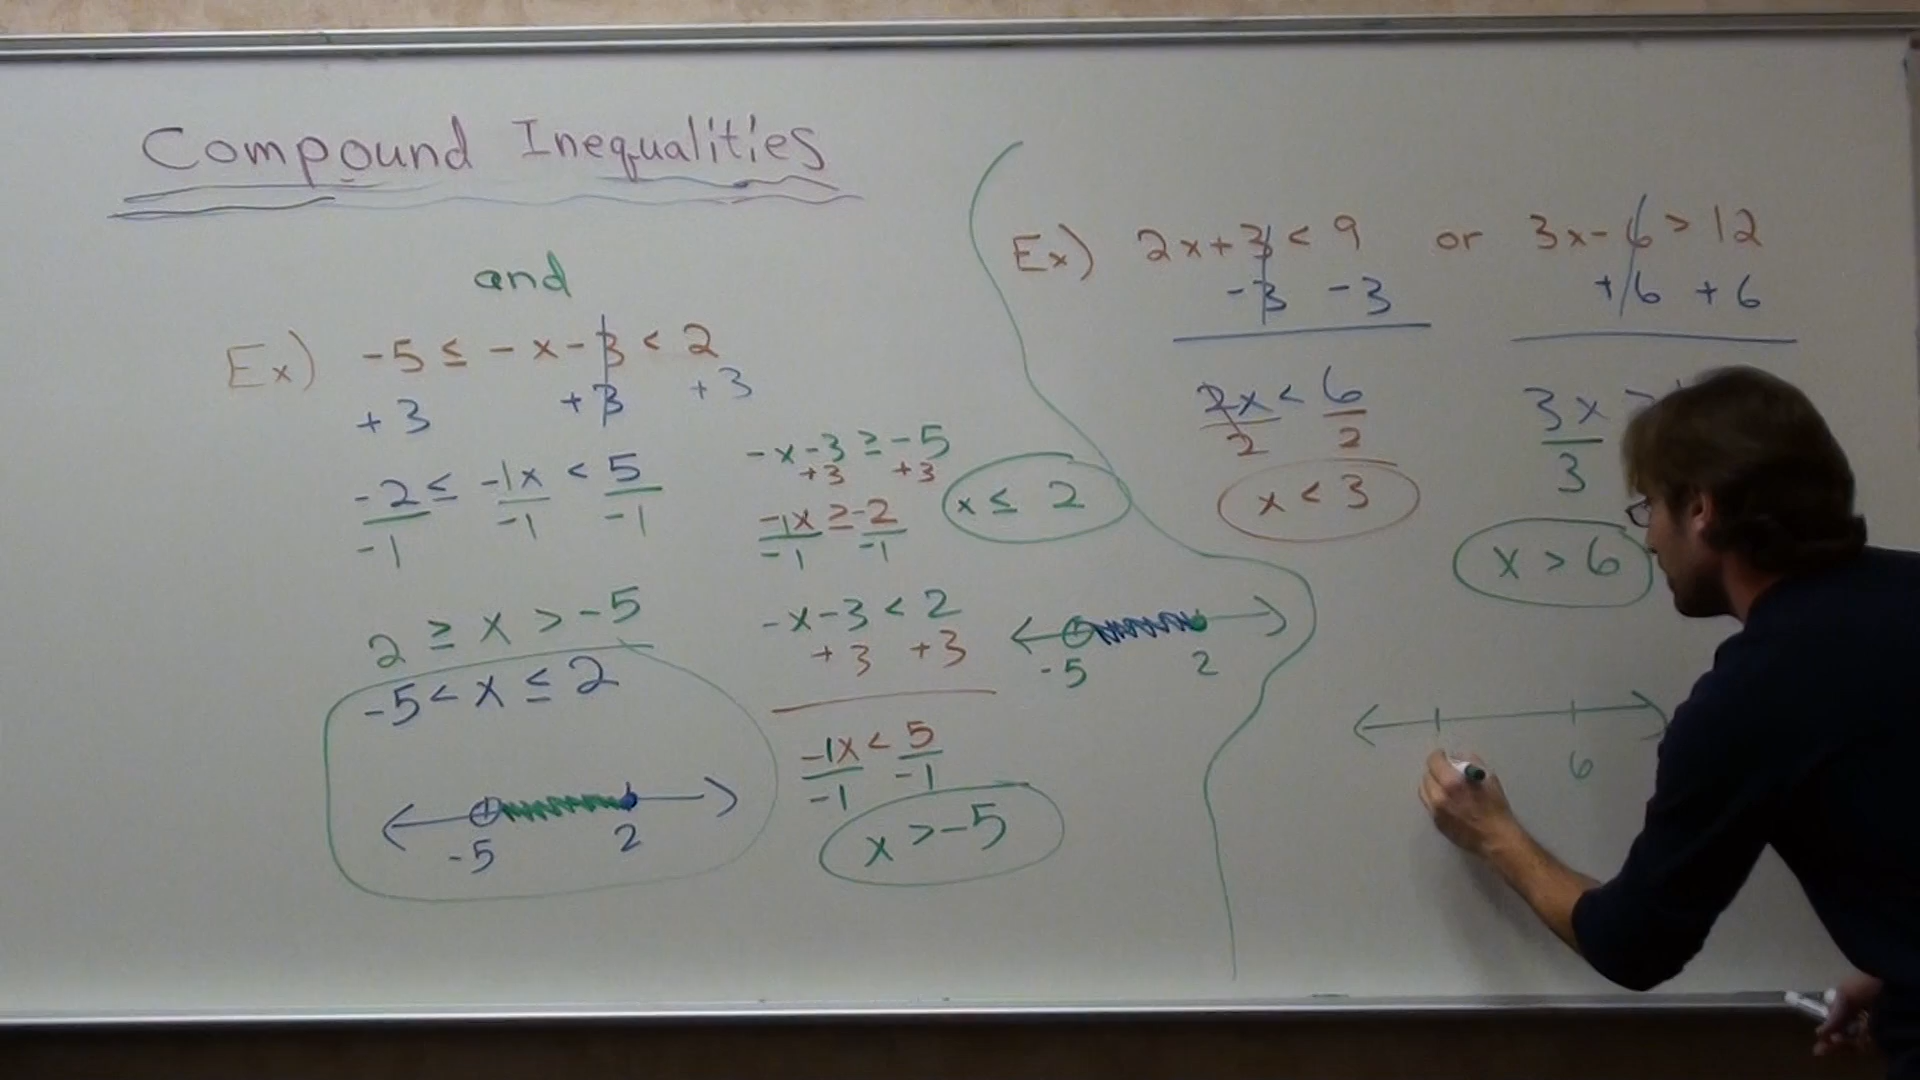 Compound Inequalities
and
Ex) -5 ≤ -x-3 < 2
+3 +3 +3
-2 ≤ -1x < 5
-1 -1 -1
2 ≥ x > -5
-5 < x ≤ 2
-5 2
-x-3 ≥ -5
+3 +3
-1x ≥ -2
-1 -1
x ≤ 2
-x-3 < 2
+3 +3
-1x < 5
-1 -1
x > -5
-5 2
Ex) 2x+3 < 9 or 3x-6 > 12
-3 -3 +6 +6
2x < 6 3x >
2 2 3
x < 3 x > 6
6